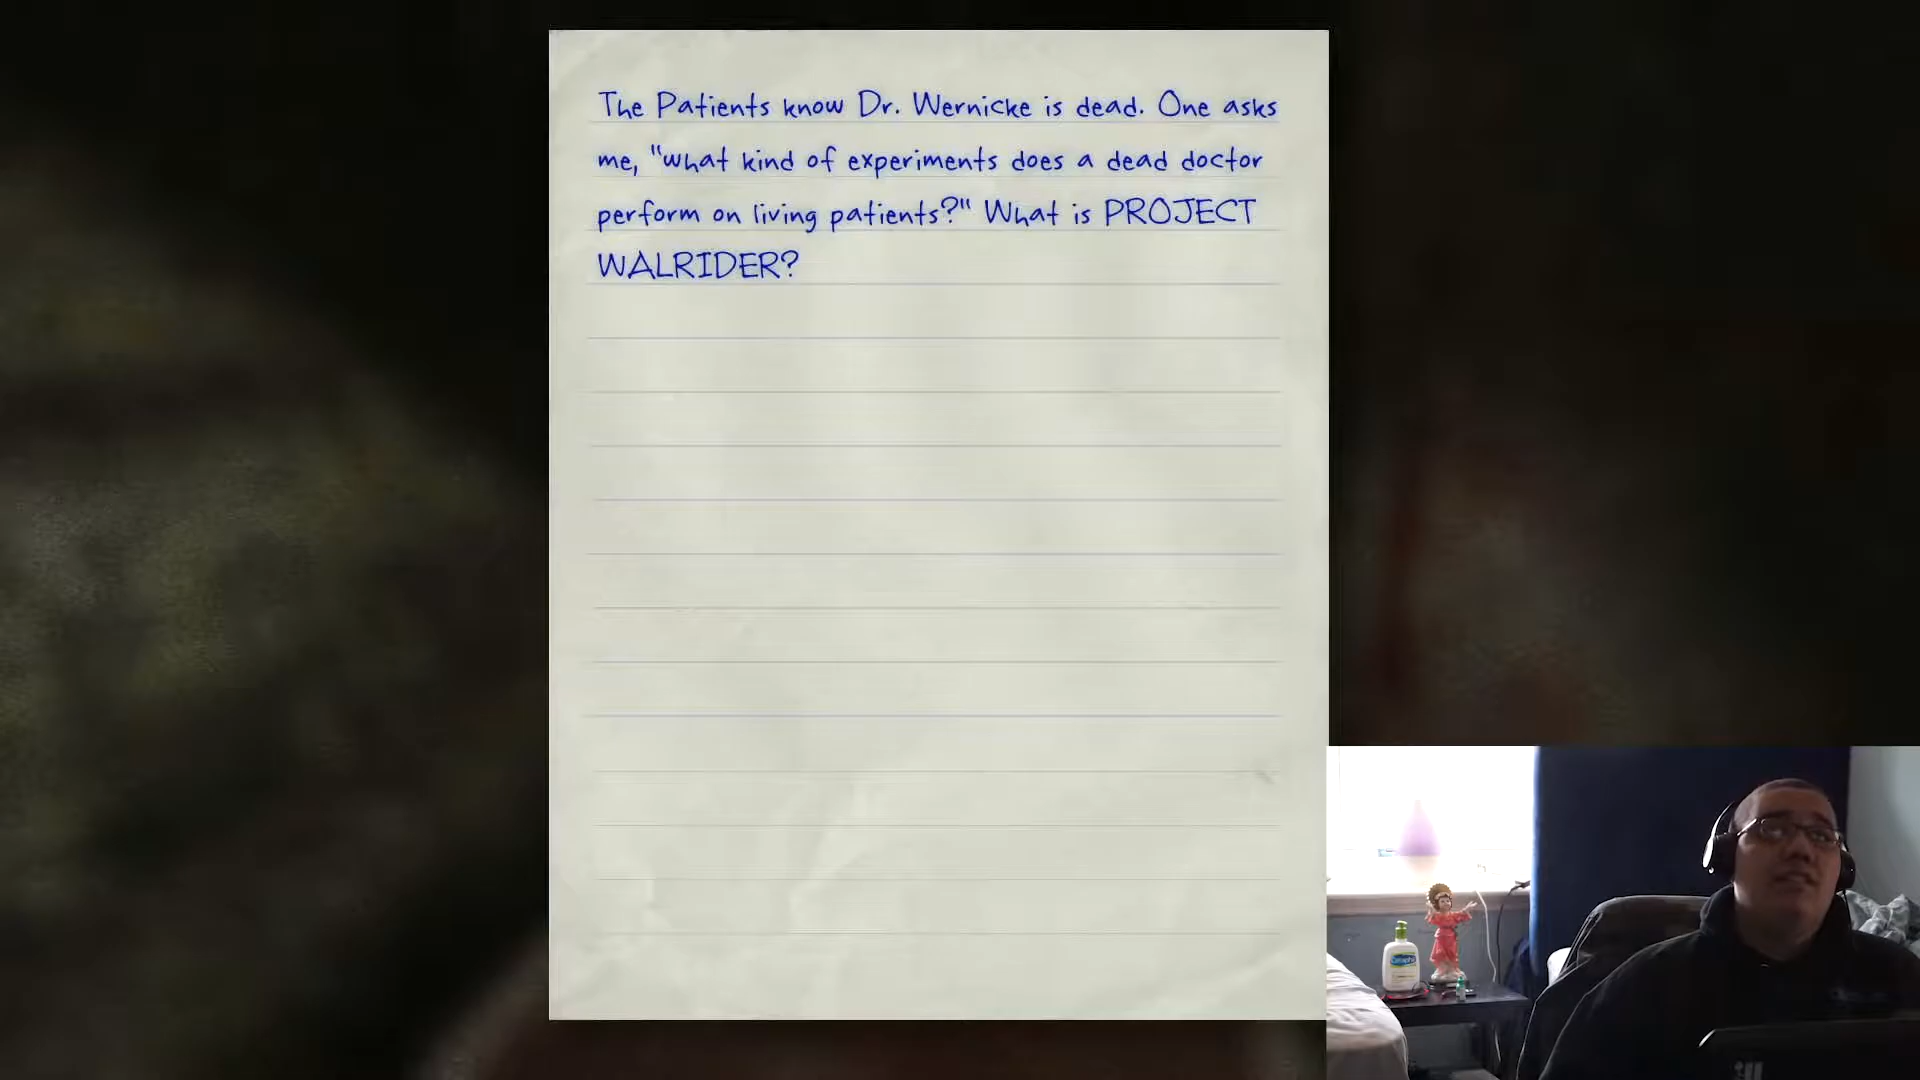 The Patients know Dr. Wernicke is dead. One asks
me, "what kind of experiments does a dead doctor
perform on living patients?" What is PROJECT
WALRIDER?
Cetaphil